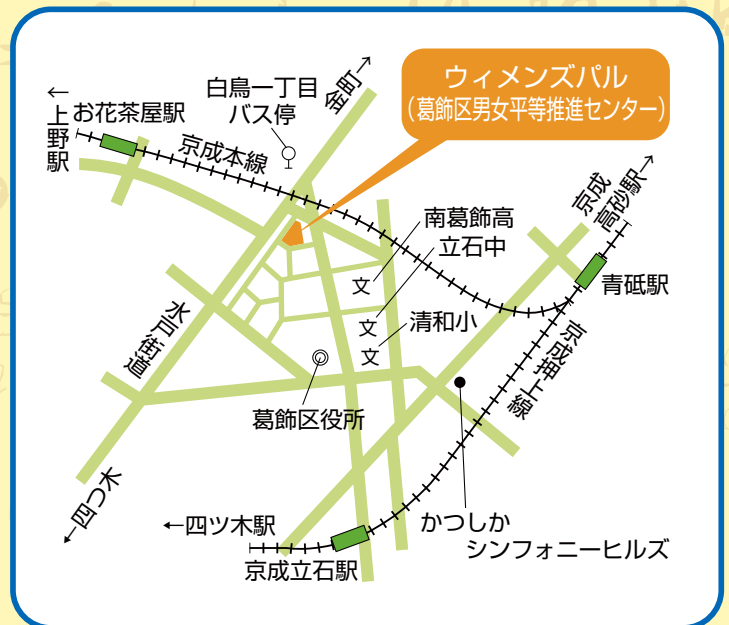 ウィメンズパル
（葛飾区男女平等推進センター）
白鳥一丁目
バス停
金町→
←上野駅
お花茶屋駅
京成本線
京成
高砂駅→
南葛飾高
立石中
文
文
清和小
文
青砥駅
水戸街道
京成押上線
葛飾区役所
←四つ木
←四ツ木駅
京成立石駅
かつしか
シンフォニーヒルズ